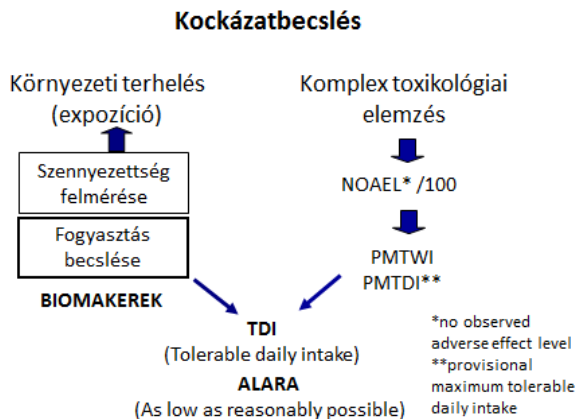 Kockázatbecslés
Környezeti terhelés
(expozíció)
Szennyezettség
felmérése
Fogyasztás
becslése
BIOMAKEREK
Komplex toxikológiai
elemzés
NOAEL* /100
PMTWI
PMTDI**
TDI
(Tolerable daily intake)
ALARA
(As low as reasonably possible)
*no observed
adverse effect level
**provisional
maximum tolerable
daily intake